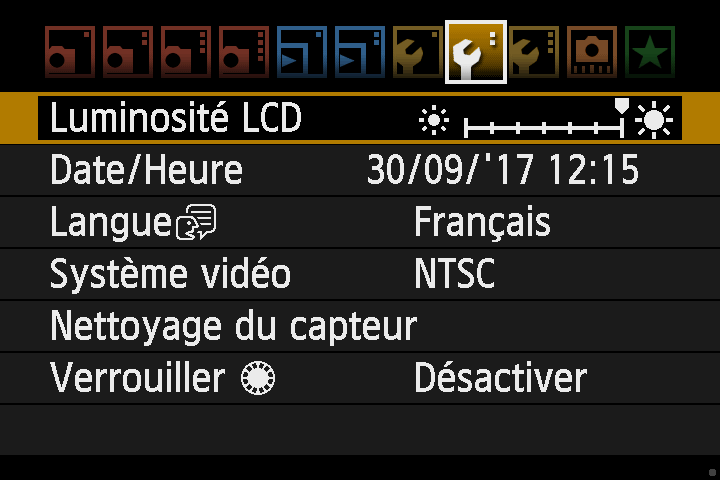 Luminosité LCD
Date/Heure 30/09/'17 12:15
Langue Français
Système vidéo NTSC
Nettoyage du capteur
Verrouiller Désactiver